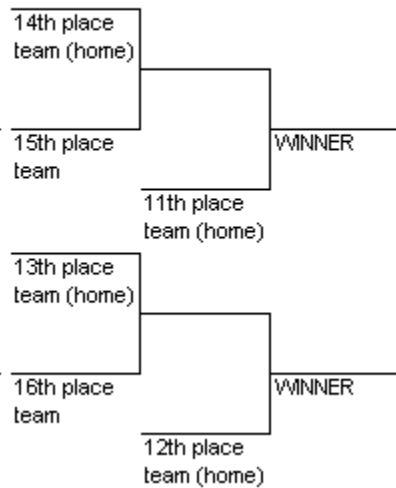 14th place
team (home)
15th place
team
WINNER
11th place
team (home)
13th place
team (home)
16th place
team
WINNER
12th place
team (home)